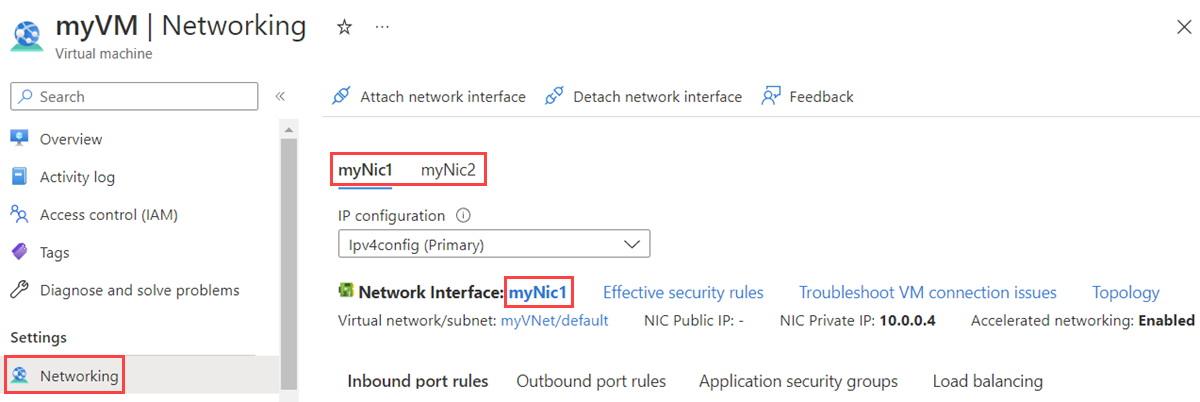 myVM | Networking
Virtual machine
Search
Overview
Activity log
Access control (IAM)
Tags
Diagnose and solve problems
Settings
Networking
Attach network interface Detach network interface Feedback
myNic1 myNic2
IP configuration
Ipv4config (Primary)
Network Interface: myNic1 Effective security rules Troubleshoot VM connection issues Topology
Virtual network/subnet: myVNet/default NIC Public IP: - NIC Private IP: 10.0.0.4 Accelerated networking: Enabled
Inbound port rules Outbound port rules Application security groups Load balancing